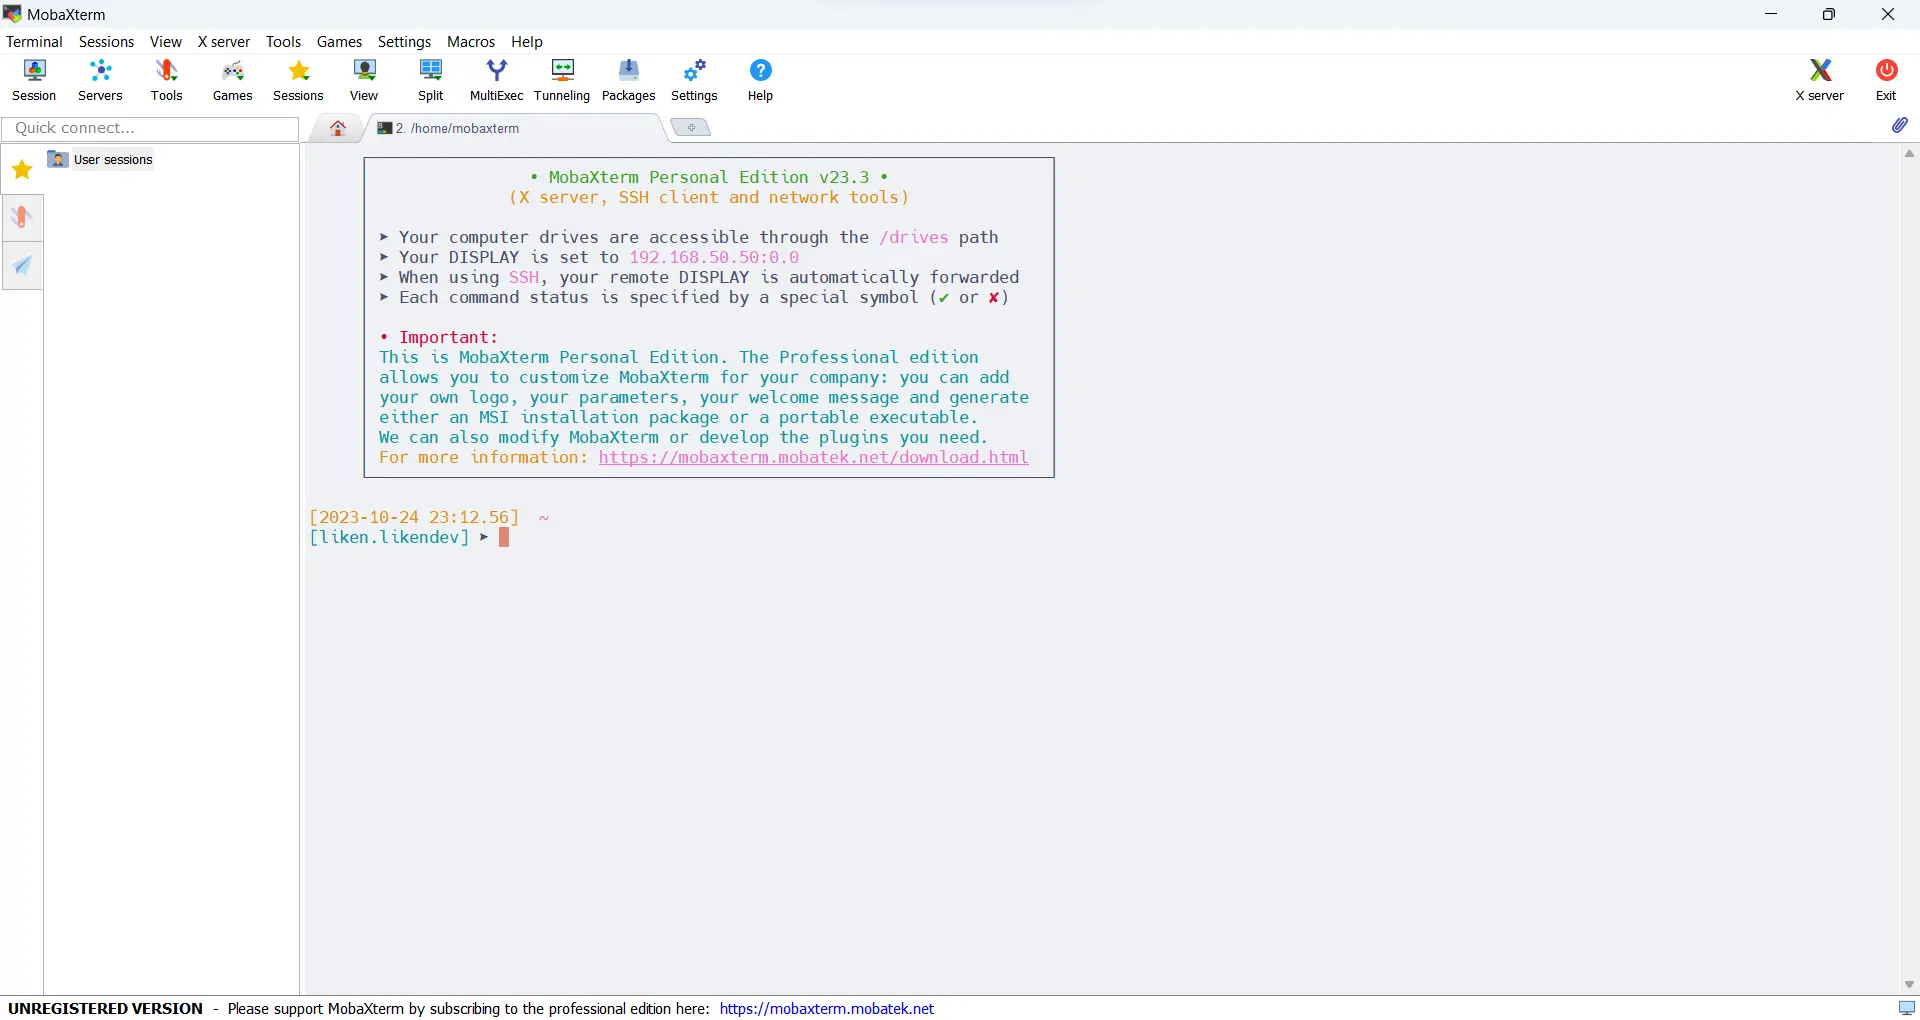 MobaXterm
Terminal Sessions View X server Tools Games Settings Macros Help
Session Servers Tools Games Sessions View Split MultiExec Tunneling Packages Settings Help X server Exit
Quick connect...
2. /home/mobaxterm
User sessions
• MobaXterm Personal Edition v23.3 •
(X server, SSH client and network tools)
➤ Your computer drives are accessible through the /drives path
➤ Your DISPLAY is set to 192.168.50.50:0.0
➤ When using SSH, your remote DISPLAY is automatically forwarded
➤ Each command status is specified by a special symbol (✔ or ✘)
• Important:
This is MobaXterm Personal Edition. The Professional edition
allows you to customize MobaXterm for your company: you can add
your own logo, your parameters, your welcome message and generate
either an MSI installation package or a portable executable.
We can also modify MobaXterm or develop the plugins you need.
For more information: https://mobaxterm.mobatek.net/download.html
[2023-10-24 23:12.56] ~
[liken.likendev] ➤
UNREGISTERED VERSION - Please support MobaXterm by subscribing to the professional edition here: https://mobaxterm.mobatek.net